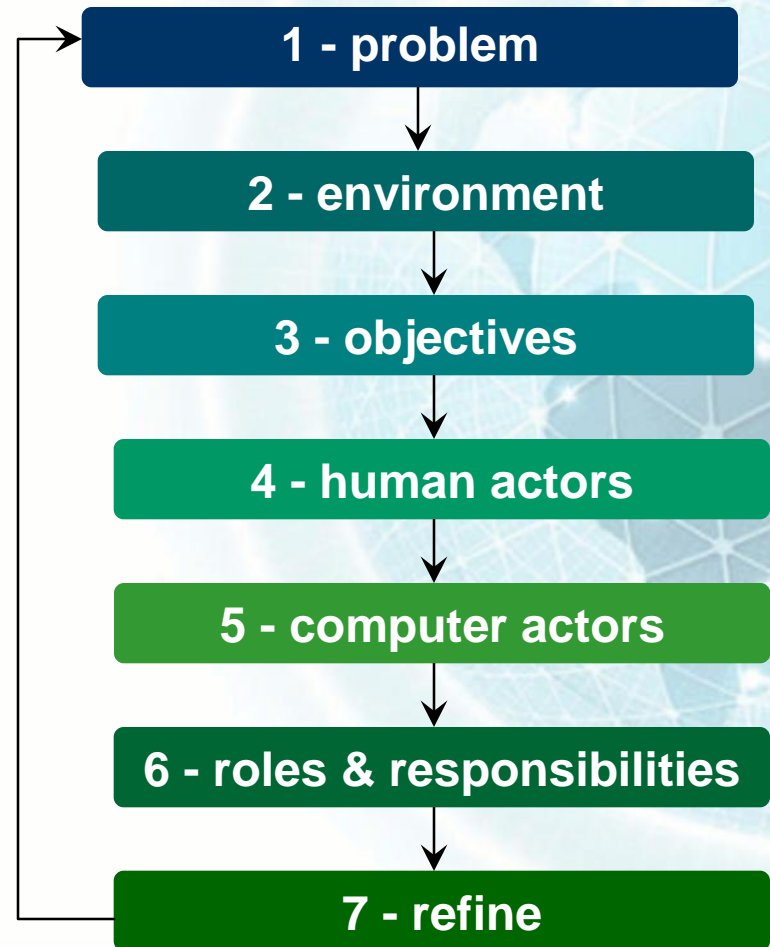 1 - problem
2 - environment
3 - objectives
4 - human actors
5 - computer actors
6 - roles & responsibilities
7 - refine